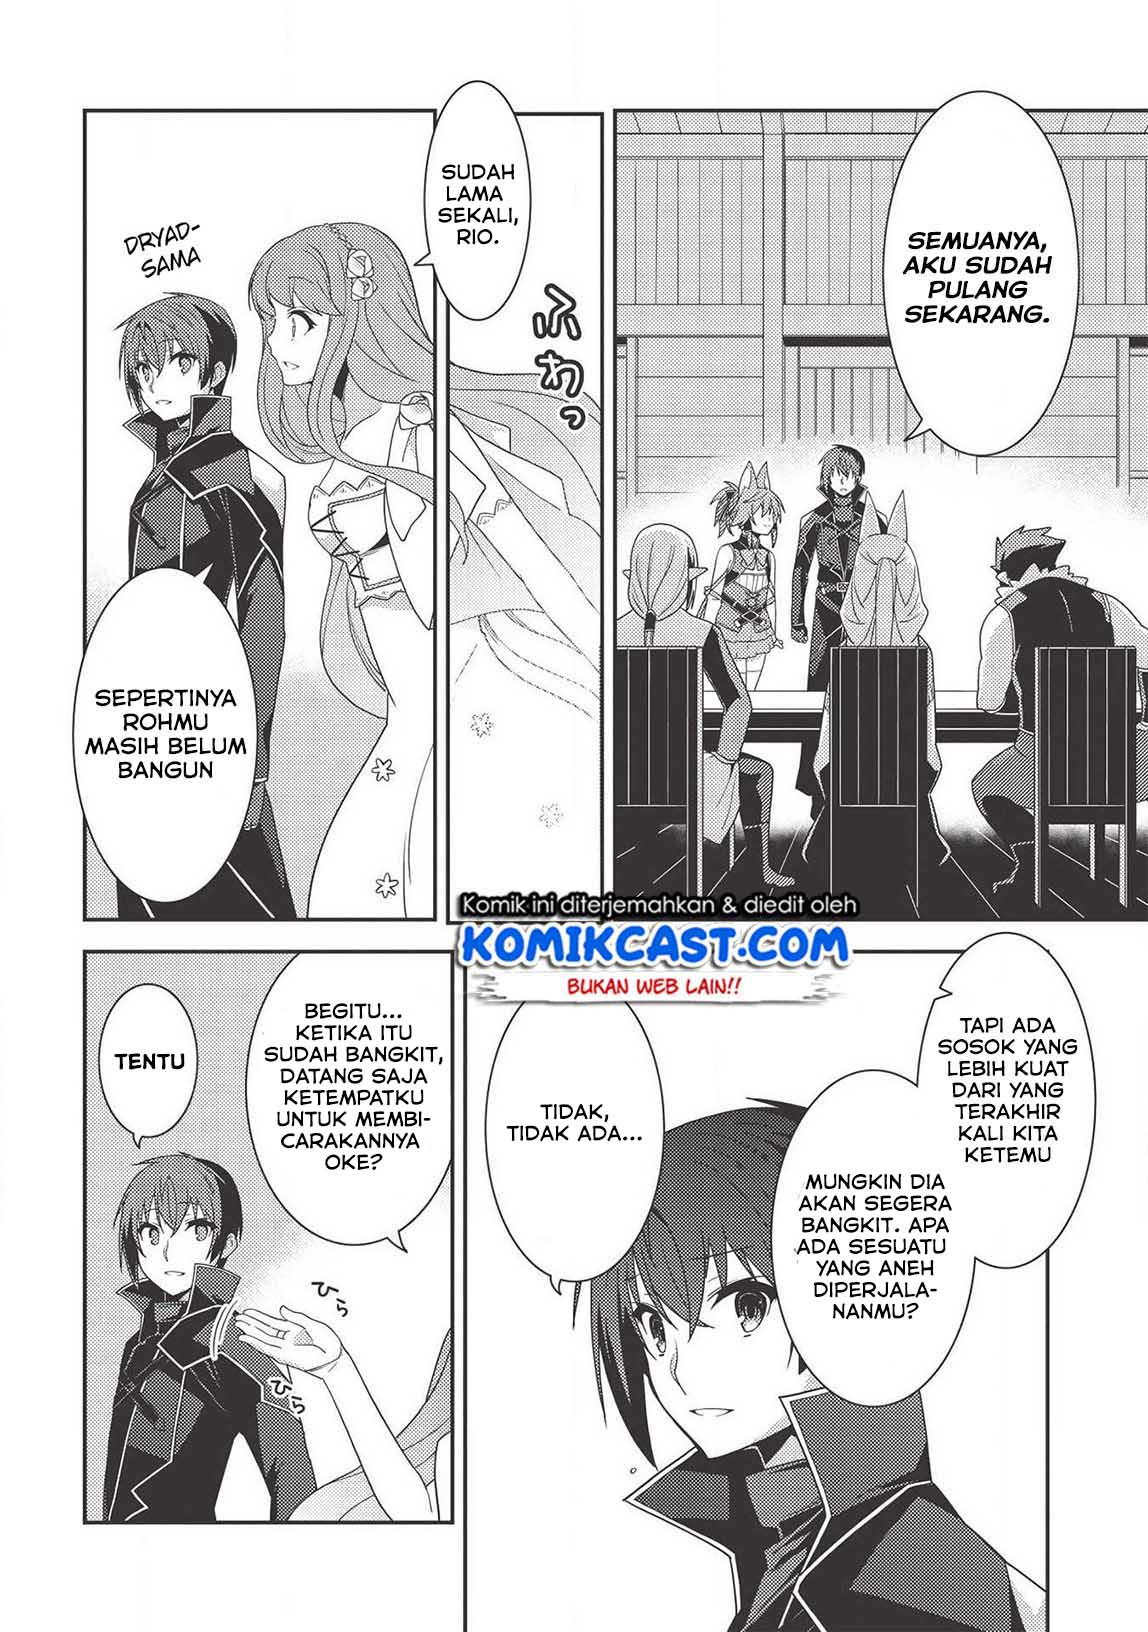 SEMUANYA,
AKU SUDAH
PULANG
SEKARANG.
SUDAH
LAMA
SEKALI,
RIO.
ふわっ
DRYAD-
SAMA
SEPERTINYA
ROHMU
MASIH BELUM
BANGUN
Komik ini diterjemahkan & diedit oleh
KOMIKCAST.COM
BUKAN WEB LAIN!!
TAPI ADA
SOSOK YANG
LEBIH KUAT
DARI YANG
TERAKHIR
KALI KITA
KETEMU
MUNGKIN DIA
AKAN SEGERA
BANGKIT. APA
ADA SESUATU
YANG ANEH
DIPERJALA-
NANMU?
TIDAK,
TIDAK ADA...
BEGITU...
KETIKA ITU
SUDAH BANGKIT,
DATANG SAJA
KETEMPATKU
UNTUK MEMBI-
CARAKANNYA
OKE?
TENTU
ひら
ひら